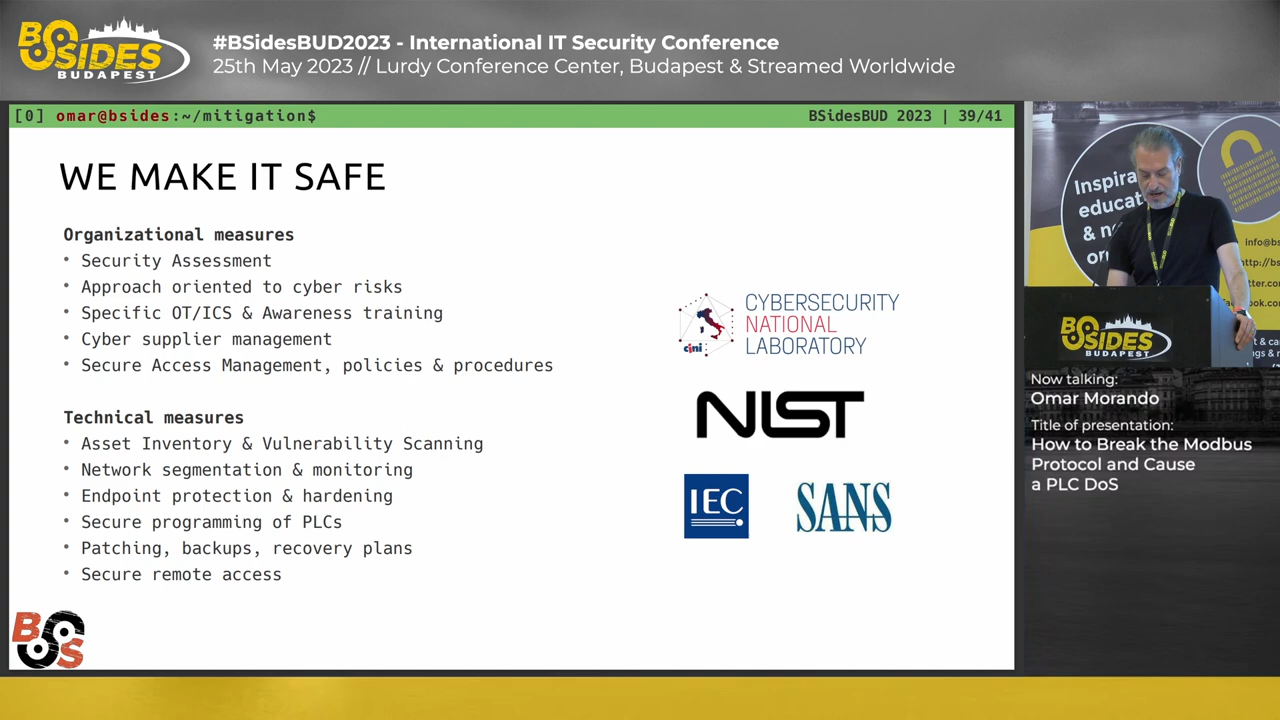 BSIDES
BUDAPEST
#BSidesBUD2023 - International IT Security Conference
25th May 2023 // Lurdy Conference Center, Budapest & Streamed Worldwide
[0] omar@bsides:~/mitigation$
BSidesBUD 2023 | 39/41
WE MAKE IT SAFE
Organizational measures
• Security Assessment
• Approach oriented to cyber risks
• Specific OT/ICS & Awareness training
• Cyber supplier management
• Secure Access Management, policies & procedures
Technical measures
• Asset Inventory & Vulnerability Scanning
• Network segmentation & monitoring
• Endpoint protection & hardening
• Secure programming of PLCs
• Patching, backups, recovery plans
• Secure remote access
cini
CYBERSECURITY
NATIONAL
LABORATORY
NIST
IEC
SANS
BSIDES
BUDAPEST
Now talking:
Omar Morando
Title of presentation:
How to Break the Modbus
Protocol and Cause
a PLC DoS